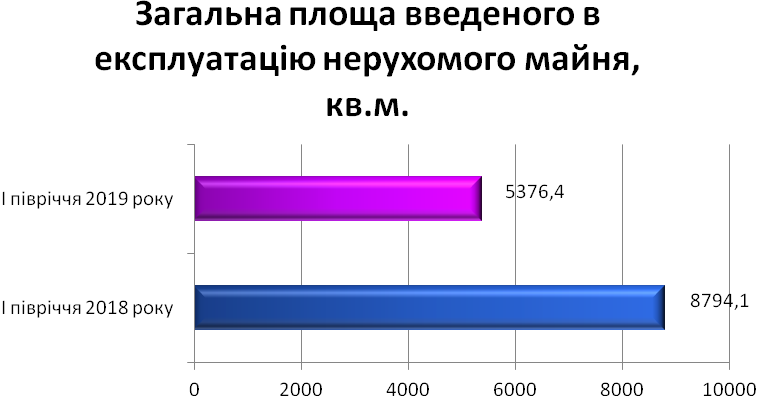 Загальна площа введеного в
експлуатацію нерухомого майня,
кв.м.
І півріччя 2019 року
5376,4
І півріччя 2018 року
8794,1
0 2000 4000 6000 8000 10000